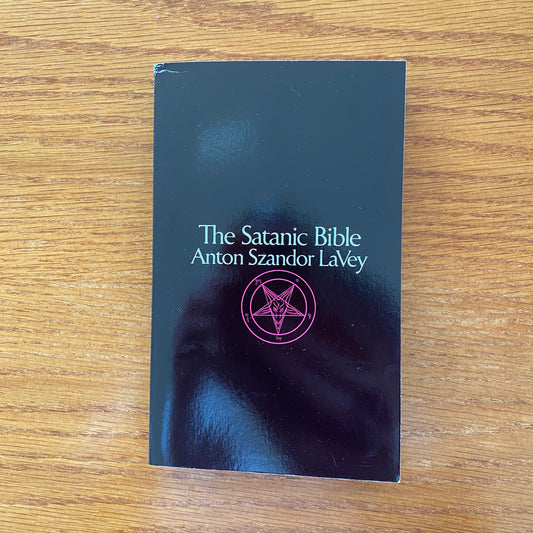 The Satanic Bible
Anton Szandor LaVey